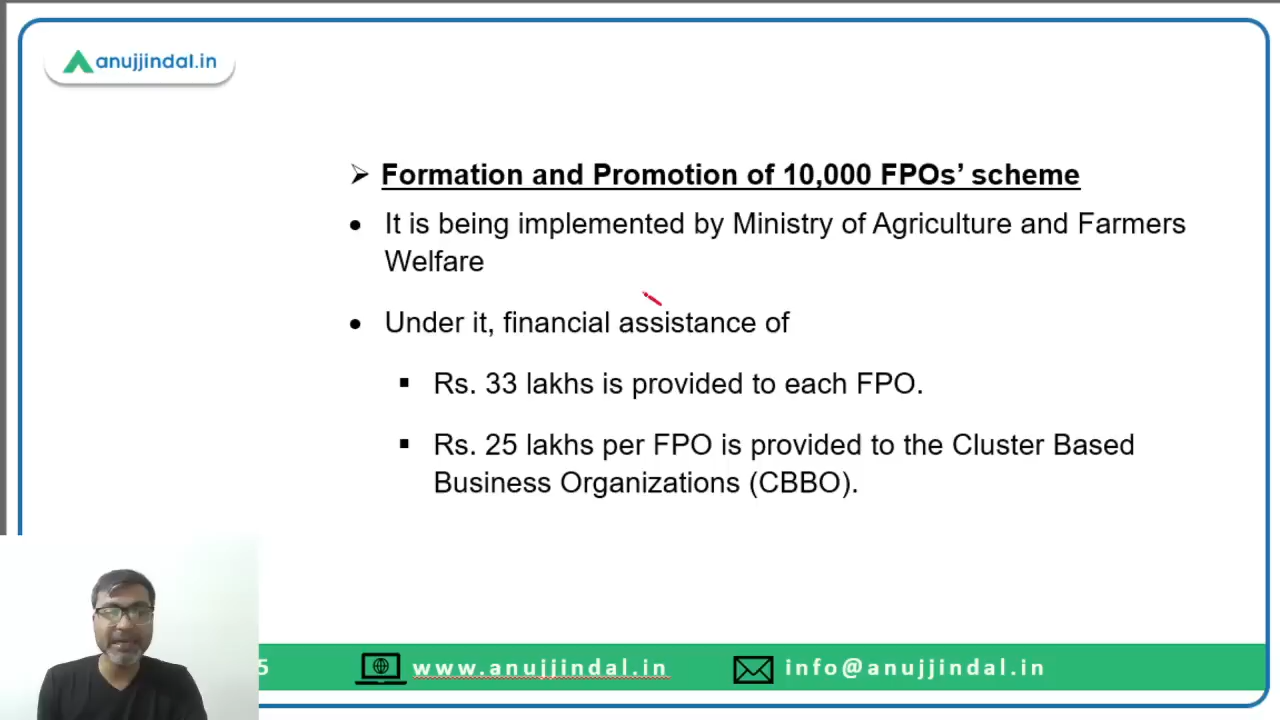 anujjindal.in
Formation and Promotion of 10,000 FPOs’ scheme
It is being implemented by Ministry of Agriculture and Farmers
Welfare
Under it, financial assistance of
Rs. 33 lakhs is provided to each FPO.
Rs. 25 lakhs per FPO is provided to the Cluster Based
Business Organizations (CBBO).
5 www.anujjindal.in info@anujjindal.in